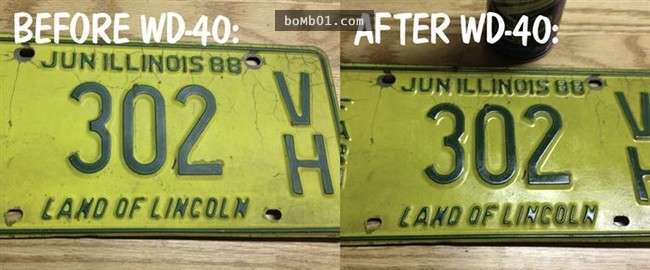 boMb01.com
BEFORE WD-40:
JUN ILLINOIS 88
302
VH
LAND OF LINCOLN
AFTER WD-40:
JUN ILLINOIS 88
302
VH
LAND OF LINCOLN